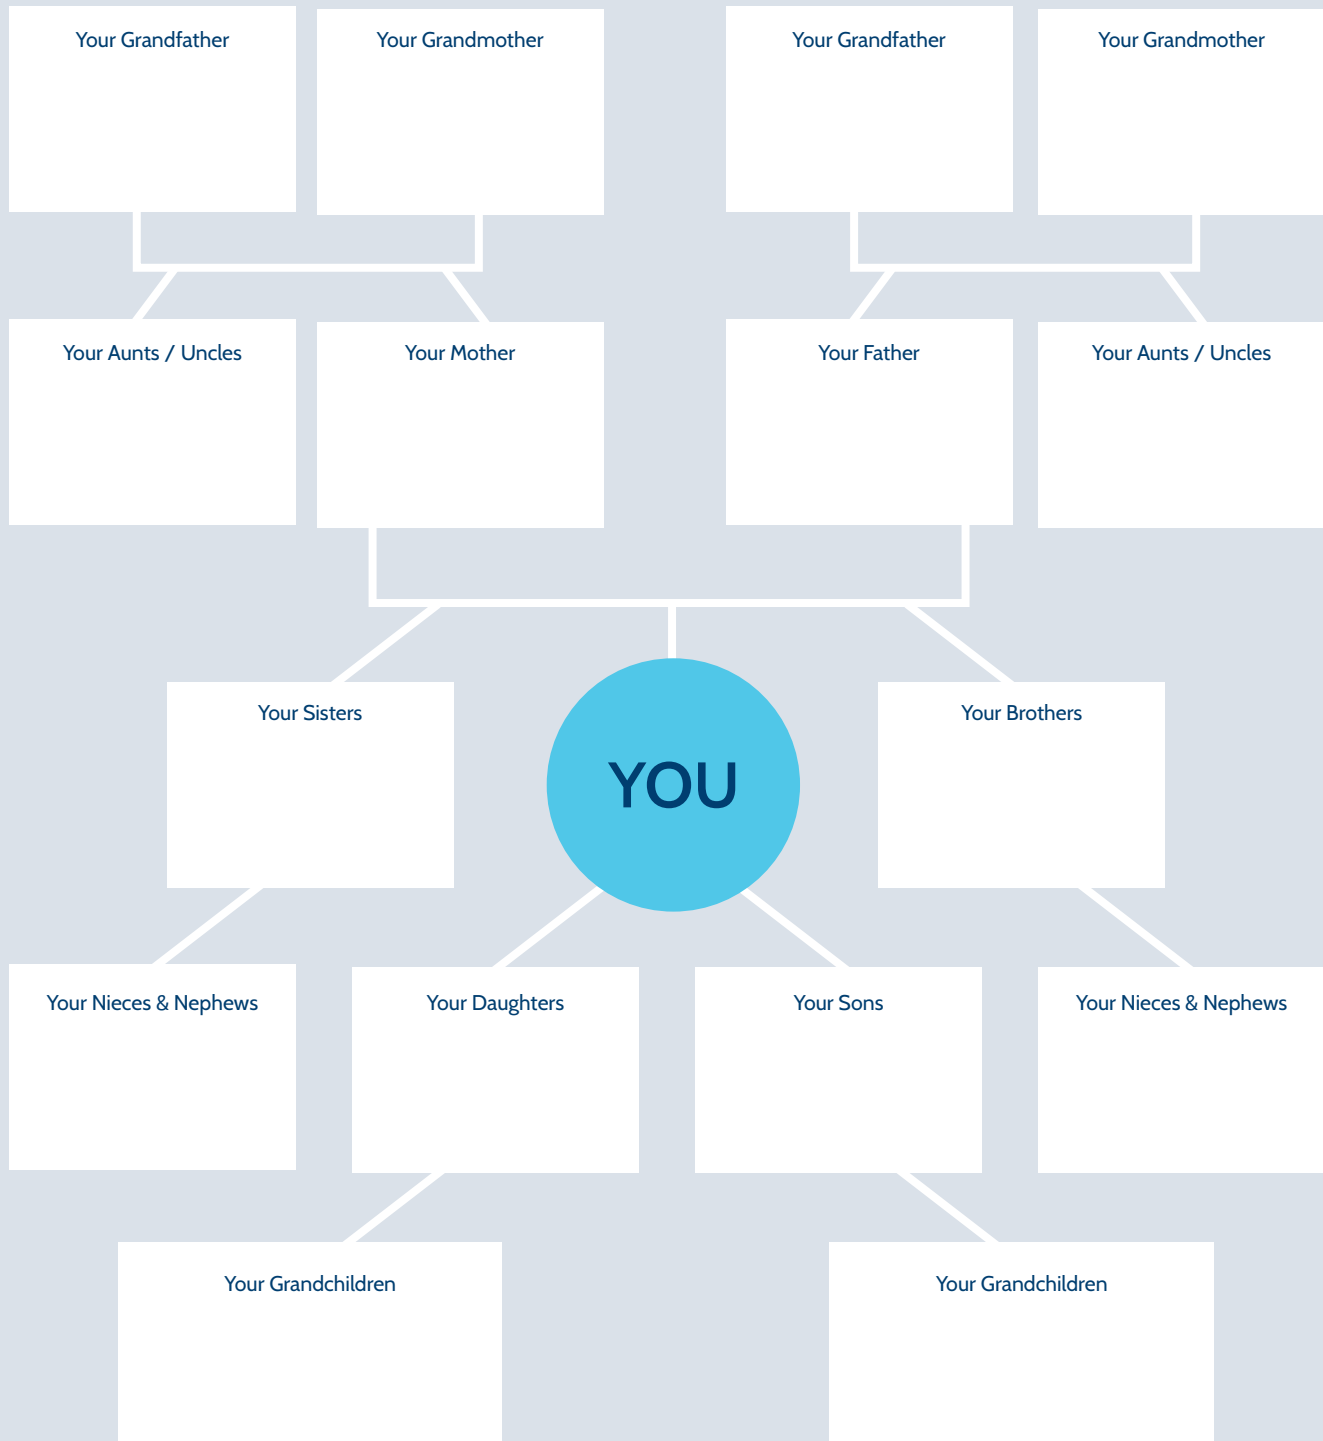 Your Grandfather
Your Grandmother
Your Grandfather
Your Grandmother
Your Aunts / Uncles
Your Mother
Your Father
Your Aunts / Uncles
Your Sisters
YOU
Your Brothers
Your Nieces & Nephews
Your Daughters
Your Sons
Your Nieces & Nephews
Your Grandchildren
Your Grandchildren